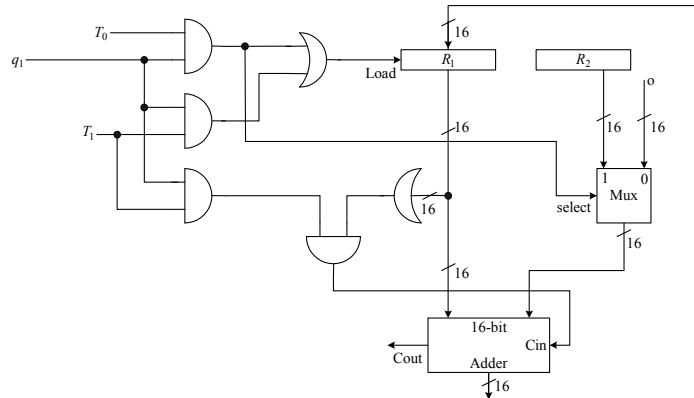 T0
q1
T1
16
Load
R1
R2
o
16
16
16
1 0
Mux
select
16
16
16
16-bit
Cin
Cout
Adder
16